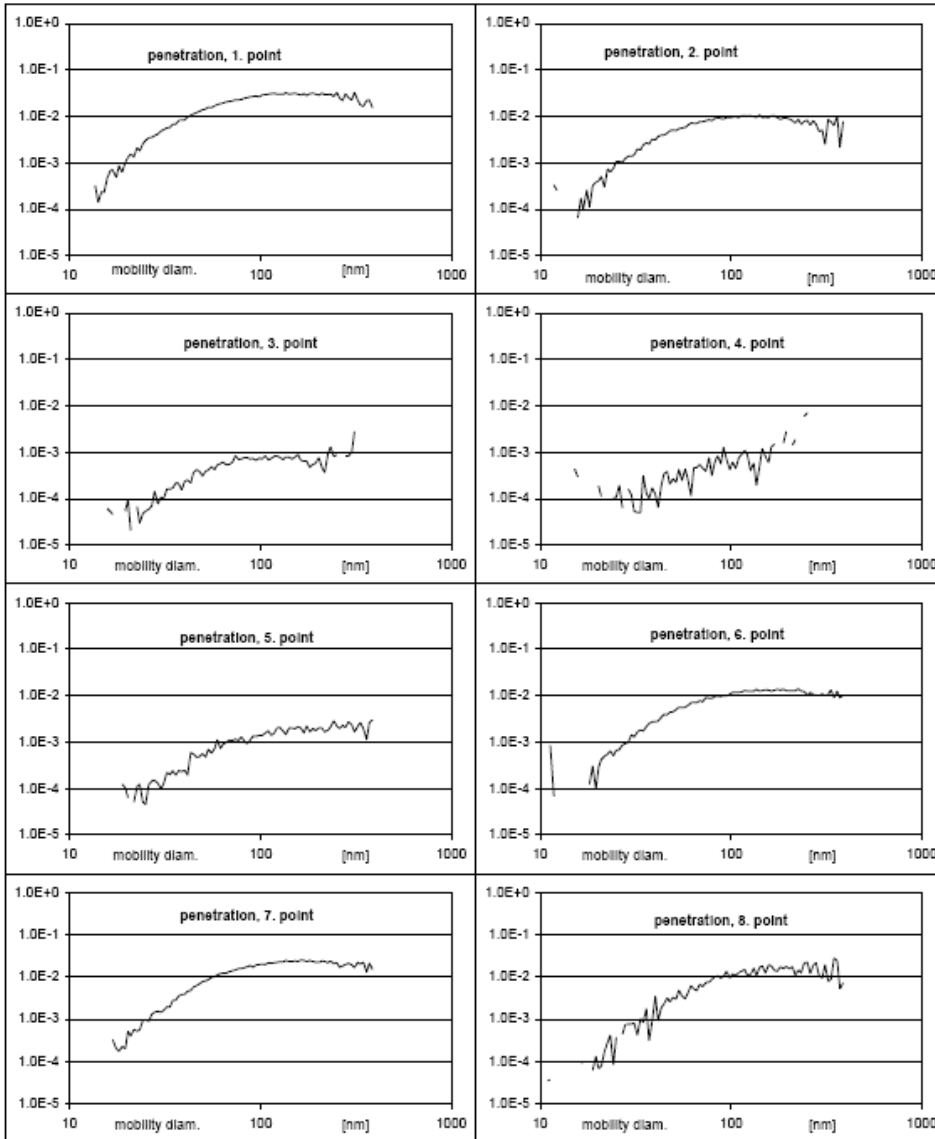 1.0E+0
penetration, 1. point
1.0E-1
1.0E-2
1.0E-3
1.0E-4
1.0E-5
10 mobility diam. 100 [nm] 1000
1.0E+0
penetration, 2. point
1.0E-1
1.0E-2
1.0E-3
1.0E-4
1.0E-5
10 mobility diam. 100 [nm] 1000
1.0E+0
penetration, 3. point
1.0E-1
1.0E-2
1.0E-3
1.0E-4
1.0E-5
10 mobility diam. 100 [nm] 1000
1.0E+0
penetration, 4. point
1.0E-1
1.0E-2
1.0E-3
1.0E-4
1.0E-5
10 mobility diam. 100 [nm] 1000
1.0E+0
penetration, 5. point
1.0E-1
1.0E-2
1.0E-3
1.0E-4
1.0E-5
10 mobility diam. 100 [nm] 1000
1.0E+0
penetration, 6. point
1.0E-1
1.0E-2
1.0E-3
1.0E-4
1.0E-5
10 mobility diam. 100 [nm] 1000
1.0E+0
penetration, 7. point
1.0E-1
1.0E-2
1.0E-3
1.0E-4
1.0E-5
10 mobility diam. 100 [nm] 1000
1.0E+0
penetration, 8. point
1.0E-1
1.0E-2
1.0E-3
1.0E-4
1.0E-5
10 mobility diam. 100 [nm] 1000